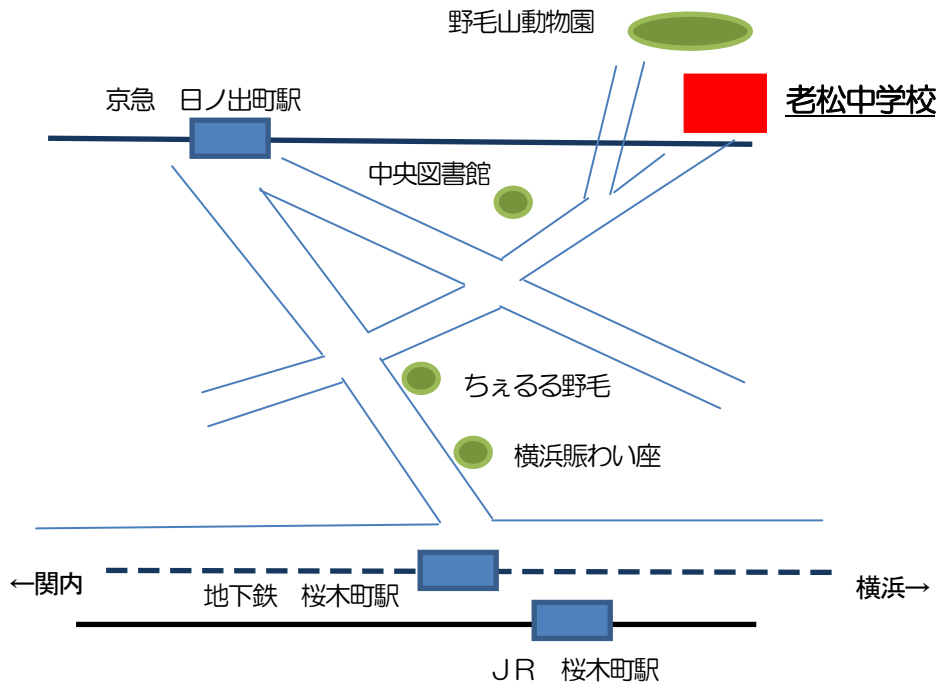 野毛山動物園
老松中学校
京急　日ノ出町駅
中央図書館
ちぇるる野毛
横浜賑わい座
←関内
横浜→
地下鉄　桜木町駅
ＪＲ　桜木町駅